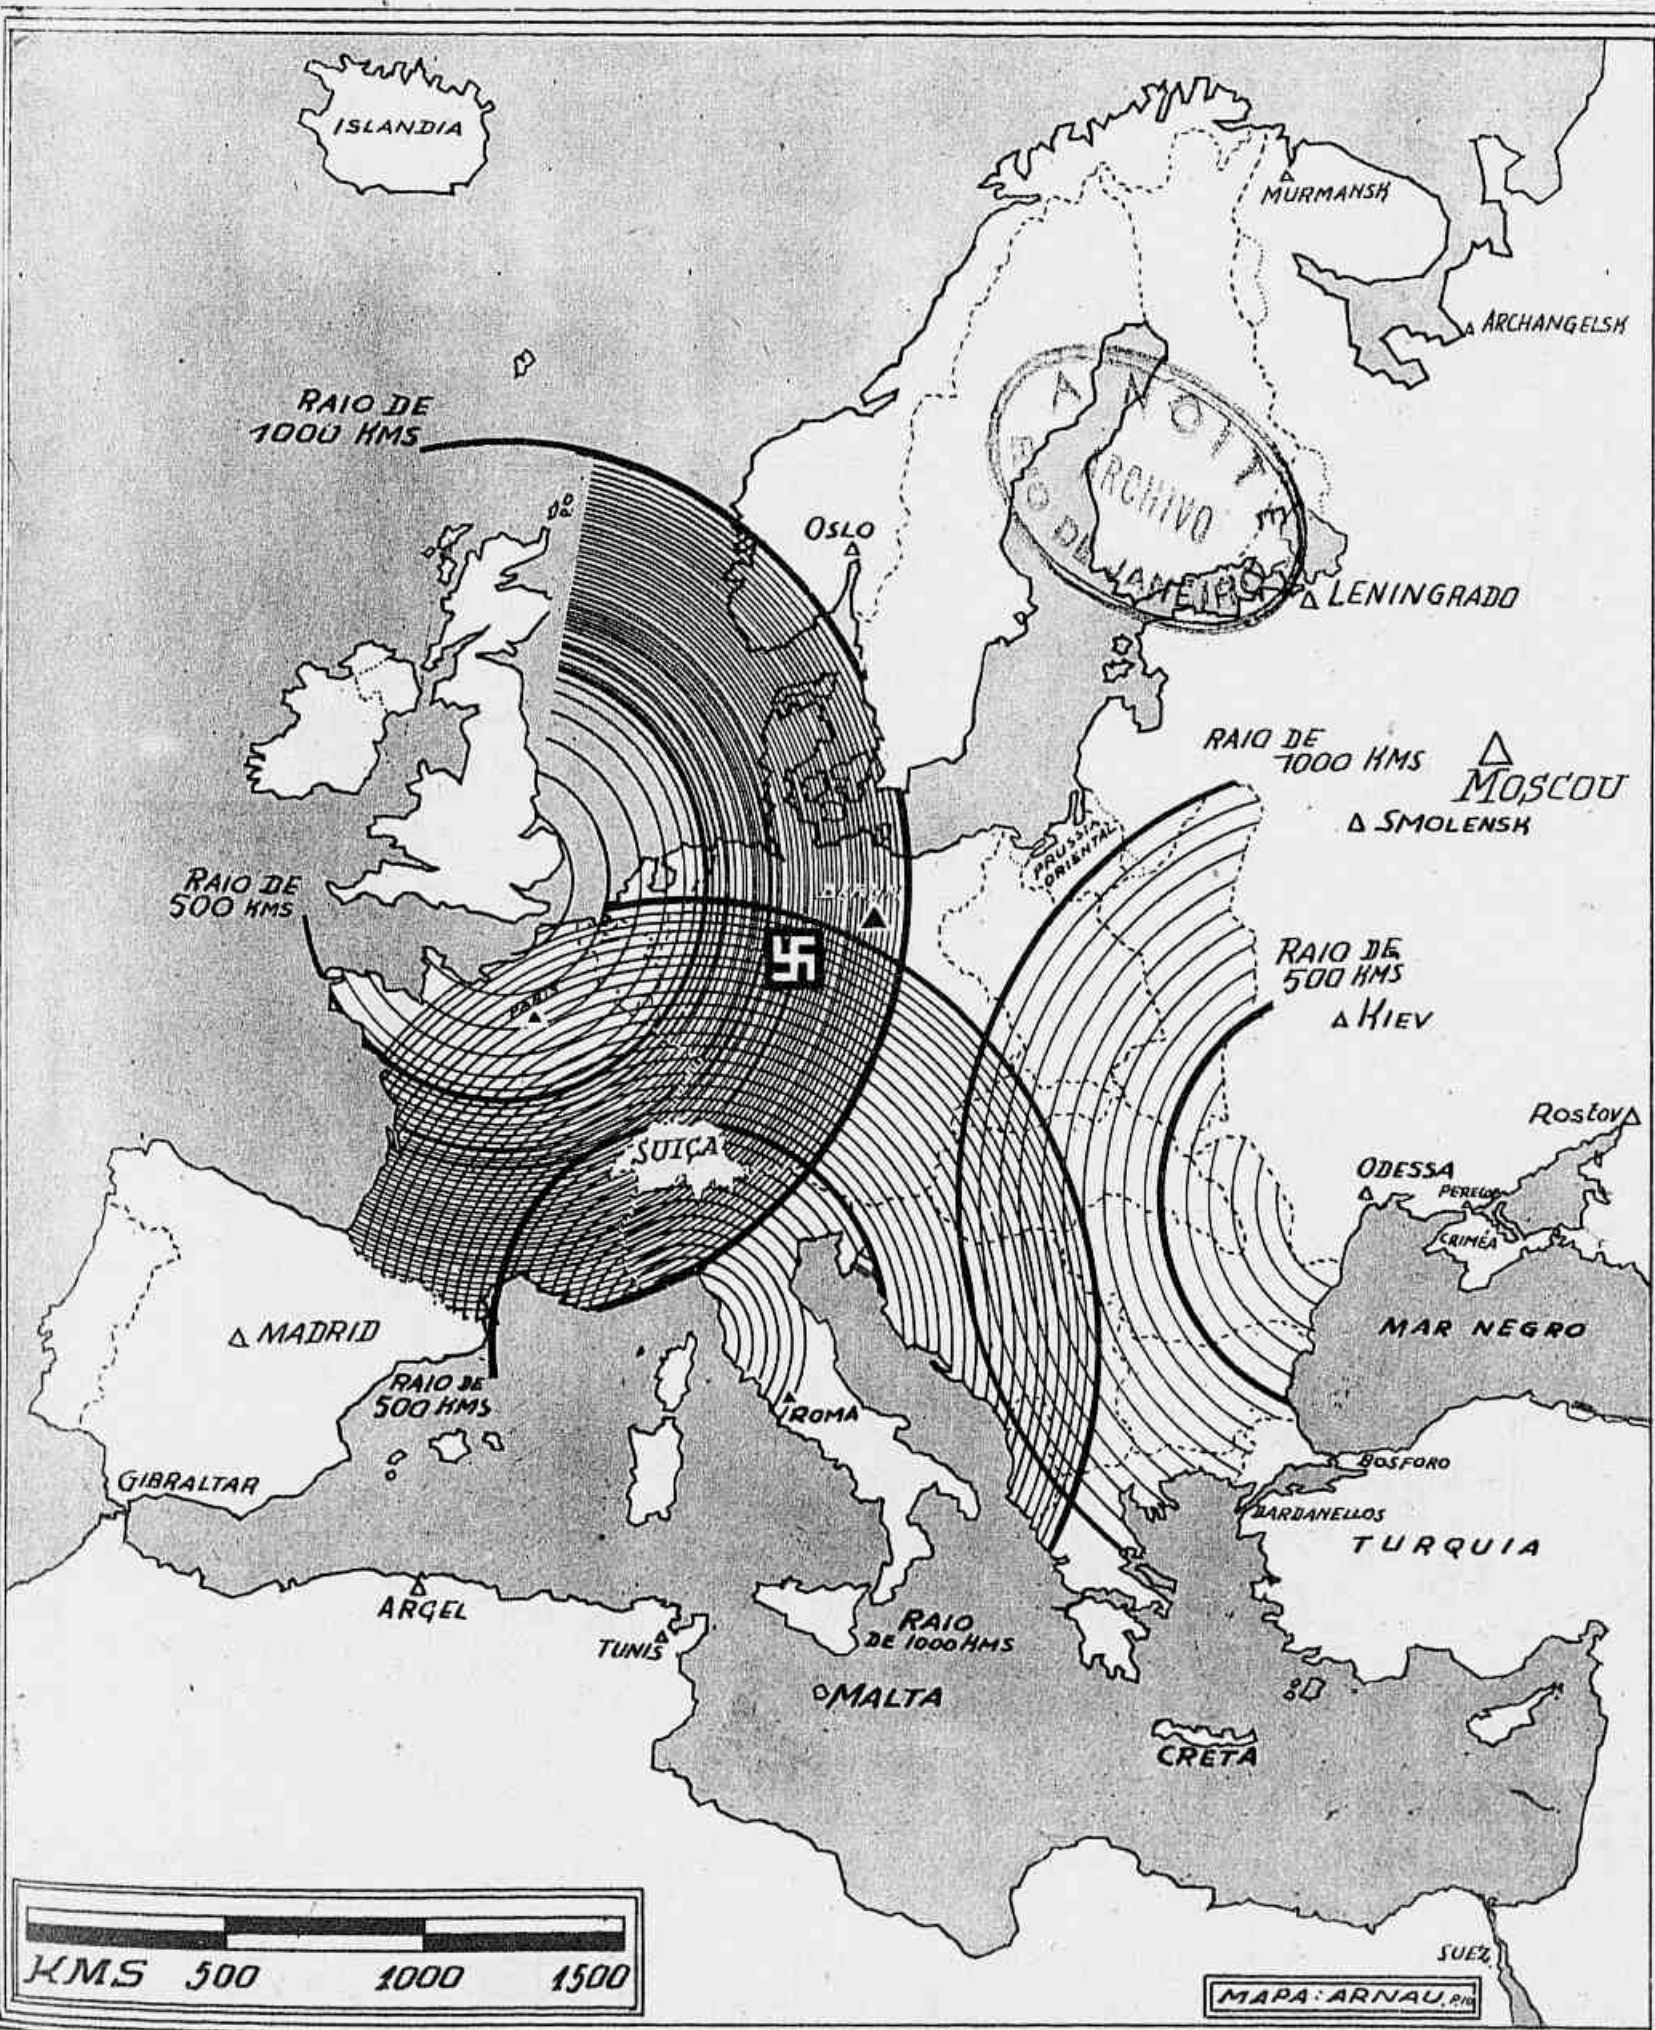 ISLANDIA
MURMANSK
ARCHANGELSK
RAIO DE
1000 KMS
A NOITE
ARCHIVO
RIO DE JANEIRO
OSLO
LENINGRADO
RAIO DE
1000 KMS
MOSCOU
SMOLENSK
PRUSSIA
ORIENTAL
RAIO DE
500 KMS
BERLIM
RAIO DE
500 KMS
PARIS
KIEV
ROSTOV
SUIÇA
ODESSA
PEREKOP
CRIMÉA
MADRID
MAR NEGRO
RAIO DE
500 KMS
ROMA
GIBRALTAR
BOSFORO
DARDANELLOS
TURQUIA
ARGEL
TUNIS
RAIO
DE 1000 KMS
MALTA
CRETA
SUEZ
KMS 500 1000 1500
MAPA: ARNAU. RIO